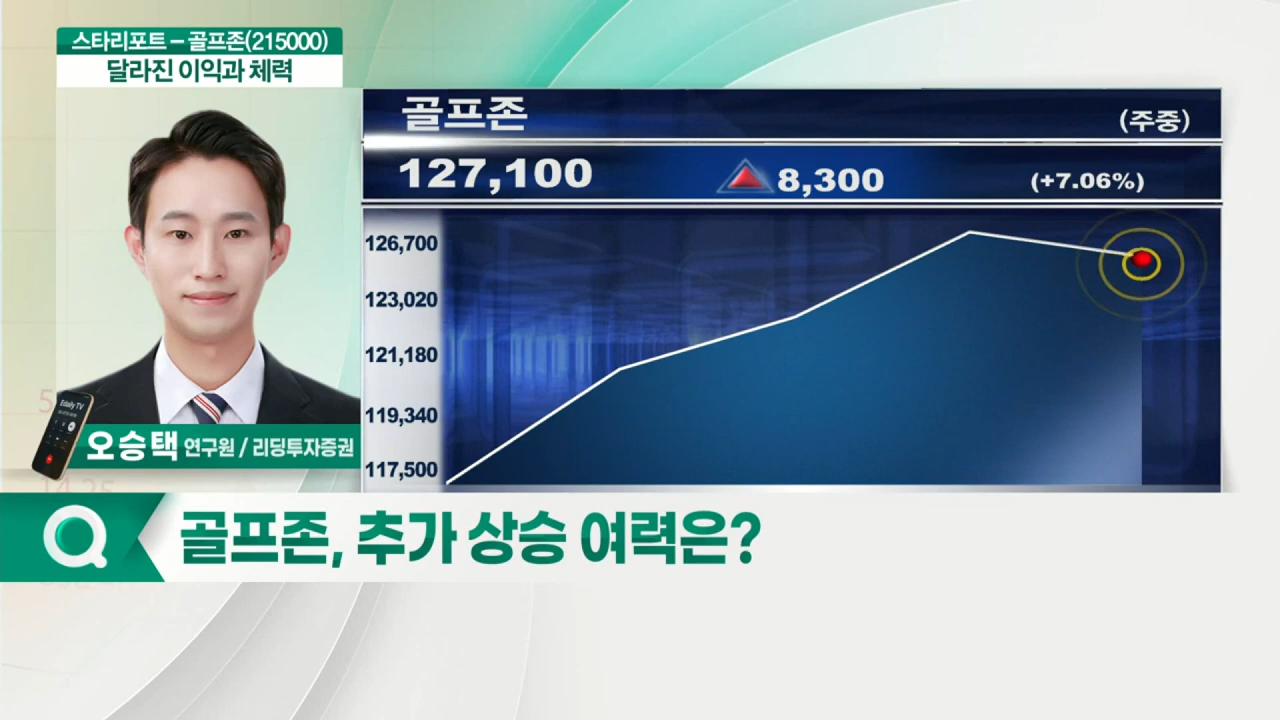 스타리포트 – 골프존(215000)
달라진 이익과 체력
골프존
(주중)
127,100
8,300
(+7.06%)
126,700
123,020
121,180
119,340
117,500
Edaily TV
오승택 연구원 / 리딩투자증권
Q
골프존, 추가 상승 여력은?